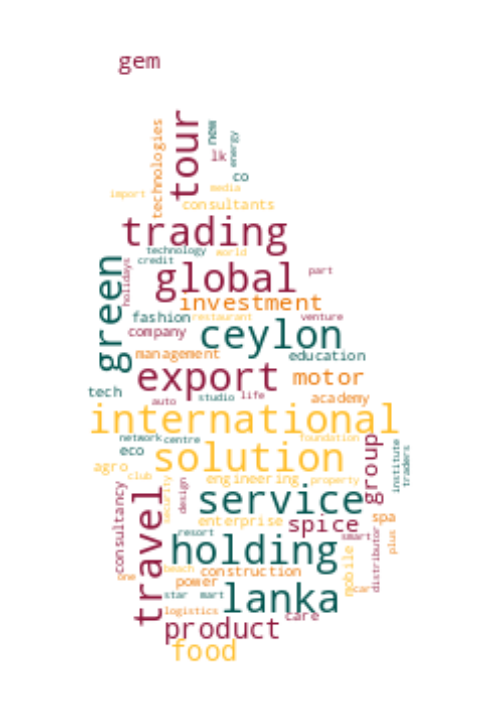 gem
technologies
tour
new
energy
lk
co
import
media
consultants
trading
technology
world
credit
green
holidays
global
part
investment
fashion
restaurant
venture
company
ceylon
management
education
export
motor
tech
auto
studio
life
academy
international
network
centre
foundation
eco
solution
group
institute
traders
agro
club
engineering
property
consultancy
travel
security
design
service
enterprise
spice
spa
plus
resort
smart
distributor
holding
beach
construction
mobile
one
power
car
star
mart
lanka
logistics
care
product
food